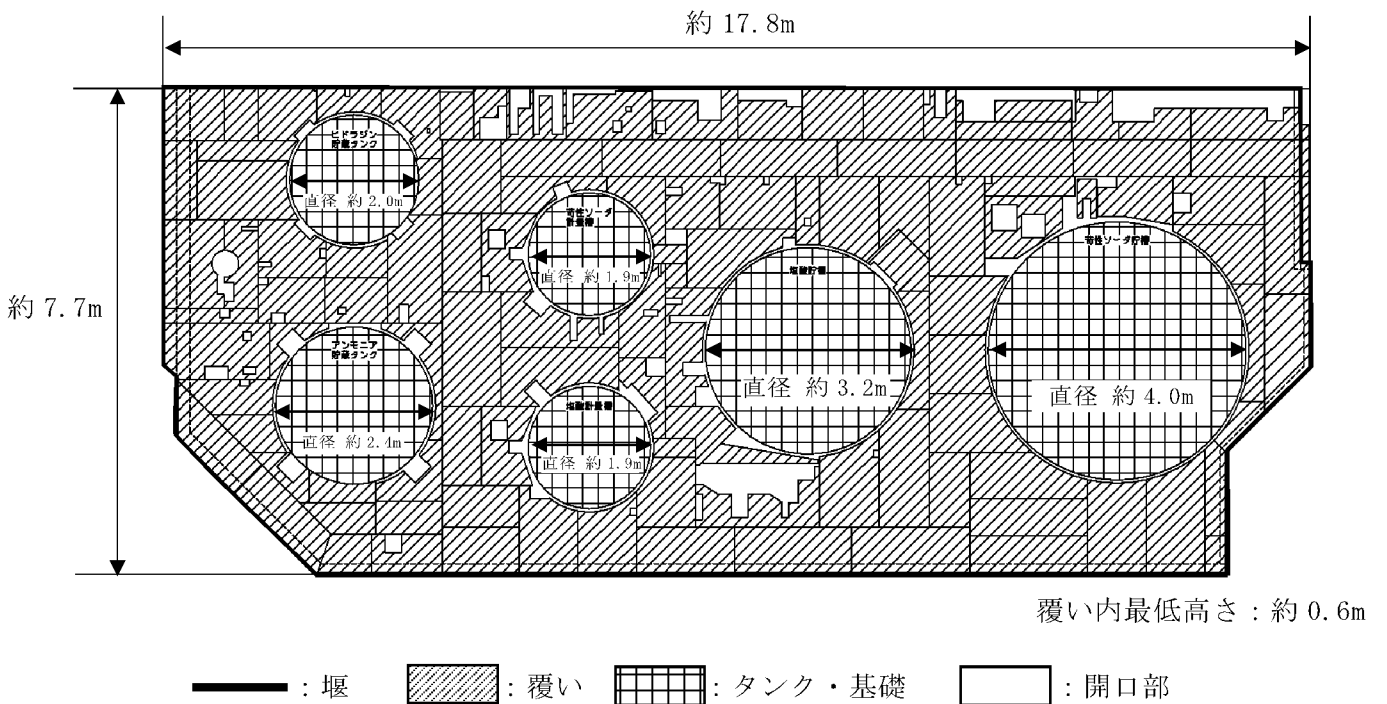 約 17.8m
約 7.7m
ヒドラジン
貯蔵タンク
直径 約 2.0m
苛性ソーダ
計量槽
直径 約 1.9m
塩酸貯槽
直径 約 3.2m
苛性ソーダ貯槽
直径 約 4.0m
アンモニア
貯蔵タンク
直径 約 2.4m
塩酸計量槽
直径 約 1.9m
覆い内最低高さ：約 0.6m
：堰
：覆い
：タンク・基礎
：開口部